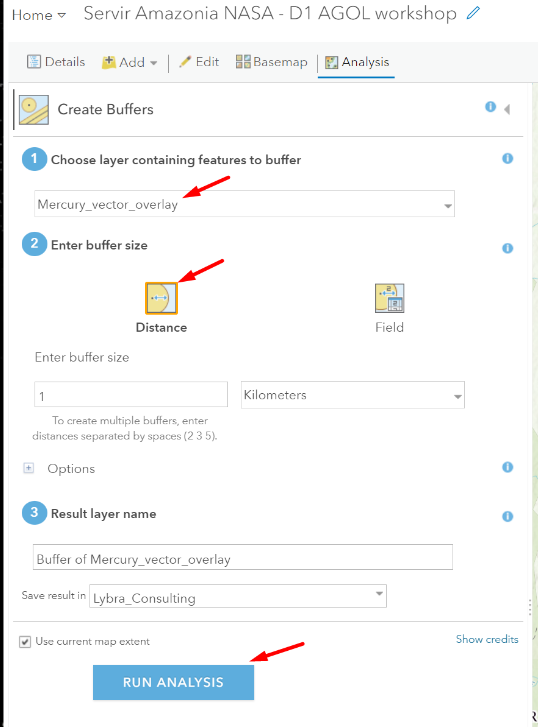 Home Servir Amazonia NASA - D1 AGOL workshop
Details Add Edit Basemap Analysis
Create Buffers
1 Choose layer containing features to buffer
Mercury_vector_overlay
2 Enter buffer size
Distance Field
Enter buffer size
1 Kilometers
To create multiple buffers, enter
distances separated by spaces (2 3 5).
Options
3 Result layer name
Buffer of Mercury_vector_overlay
Save result in Lybra_Consulting
Use current map extent Show credits
RUN ANALYSIS